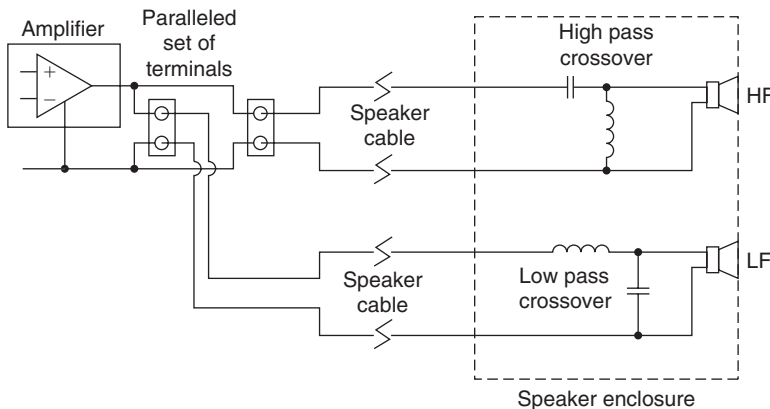 Amplifier
Paralleled
set of
terminals
+
−
Speaker
cable
High pass
crossover
HF
Speaker
cable
Low pass
crossover
LF
Speaker enclosure